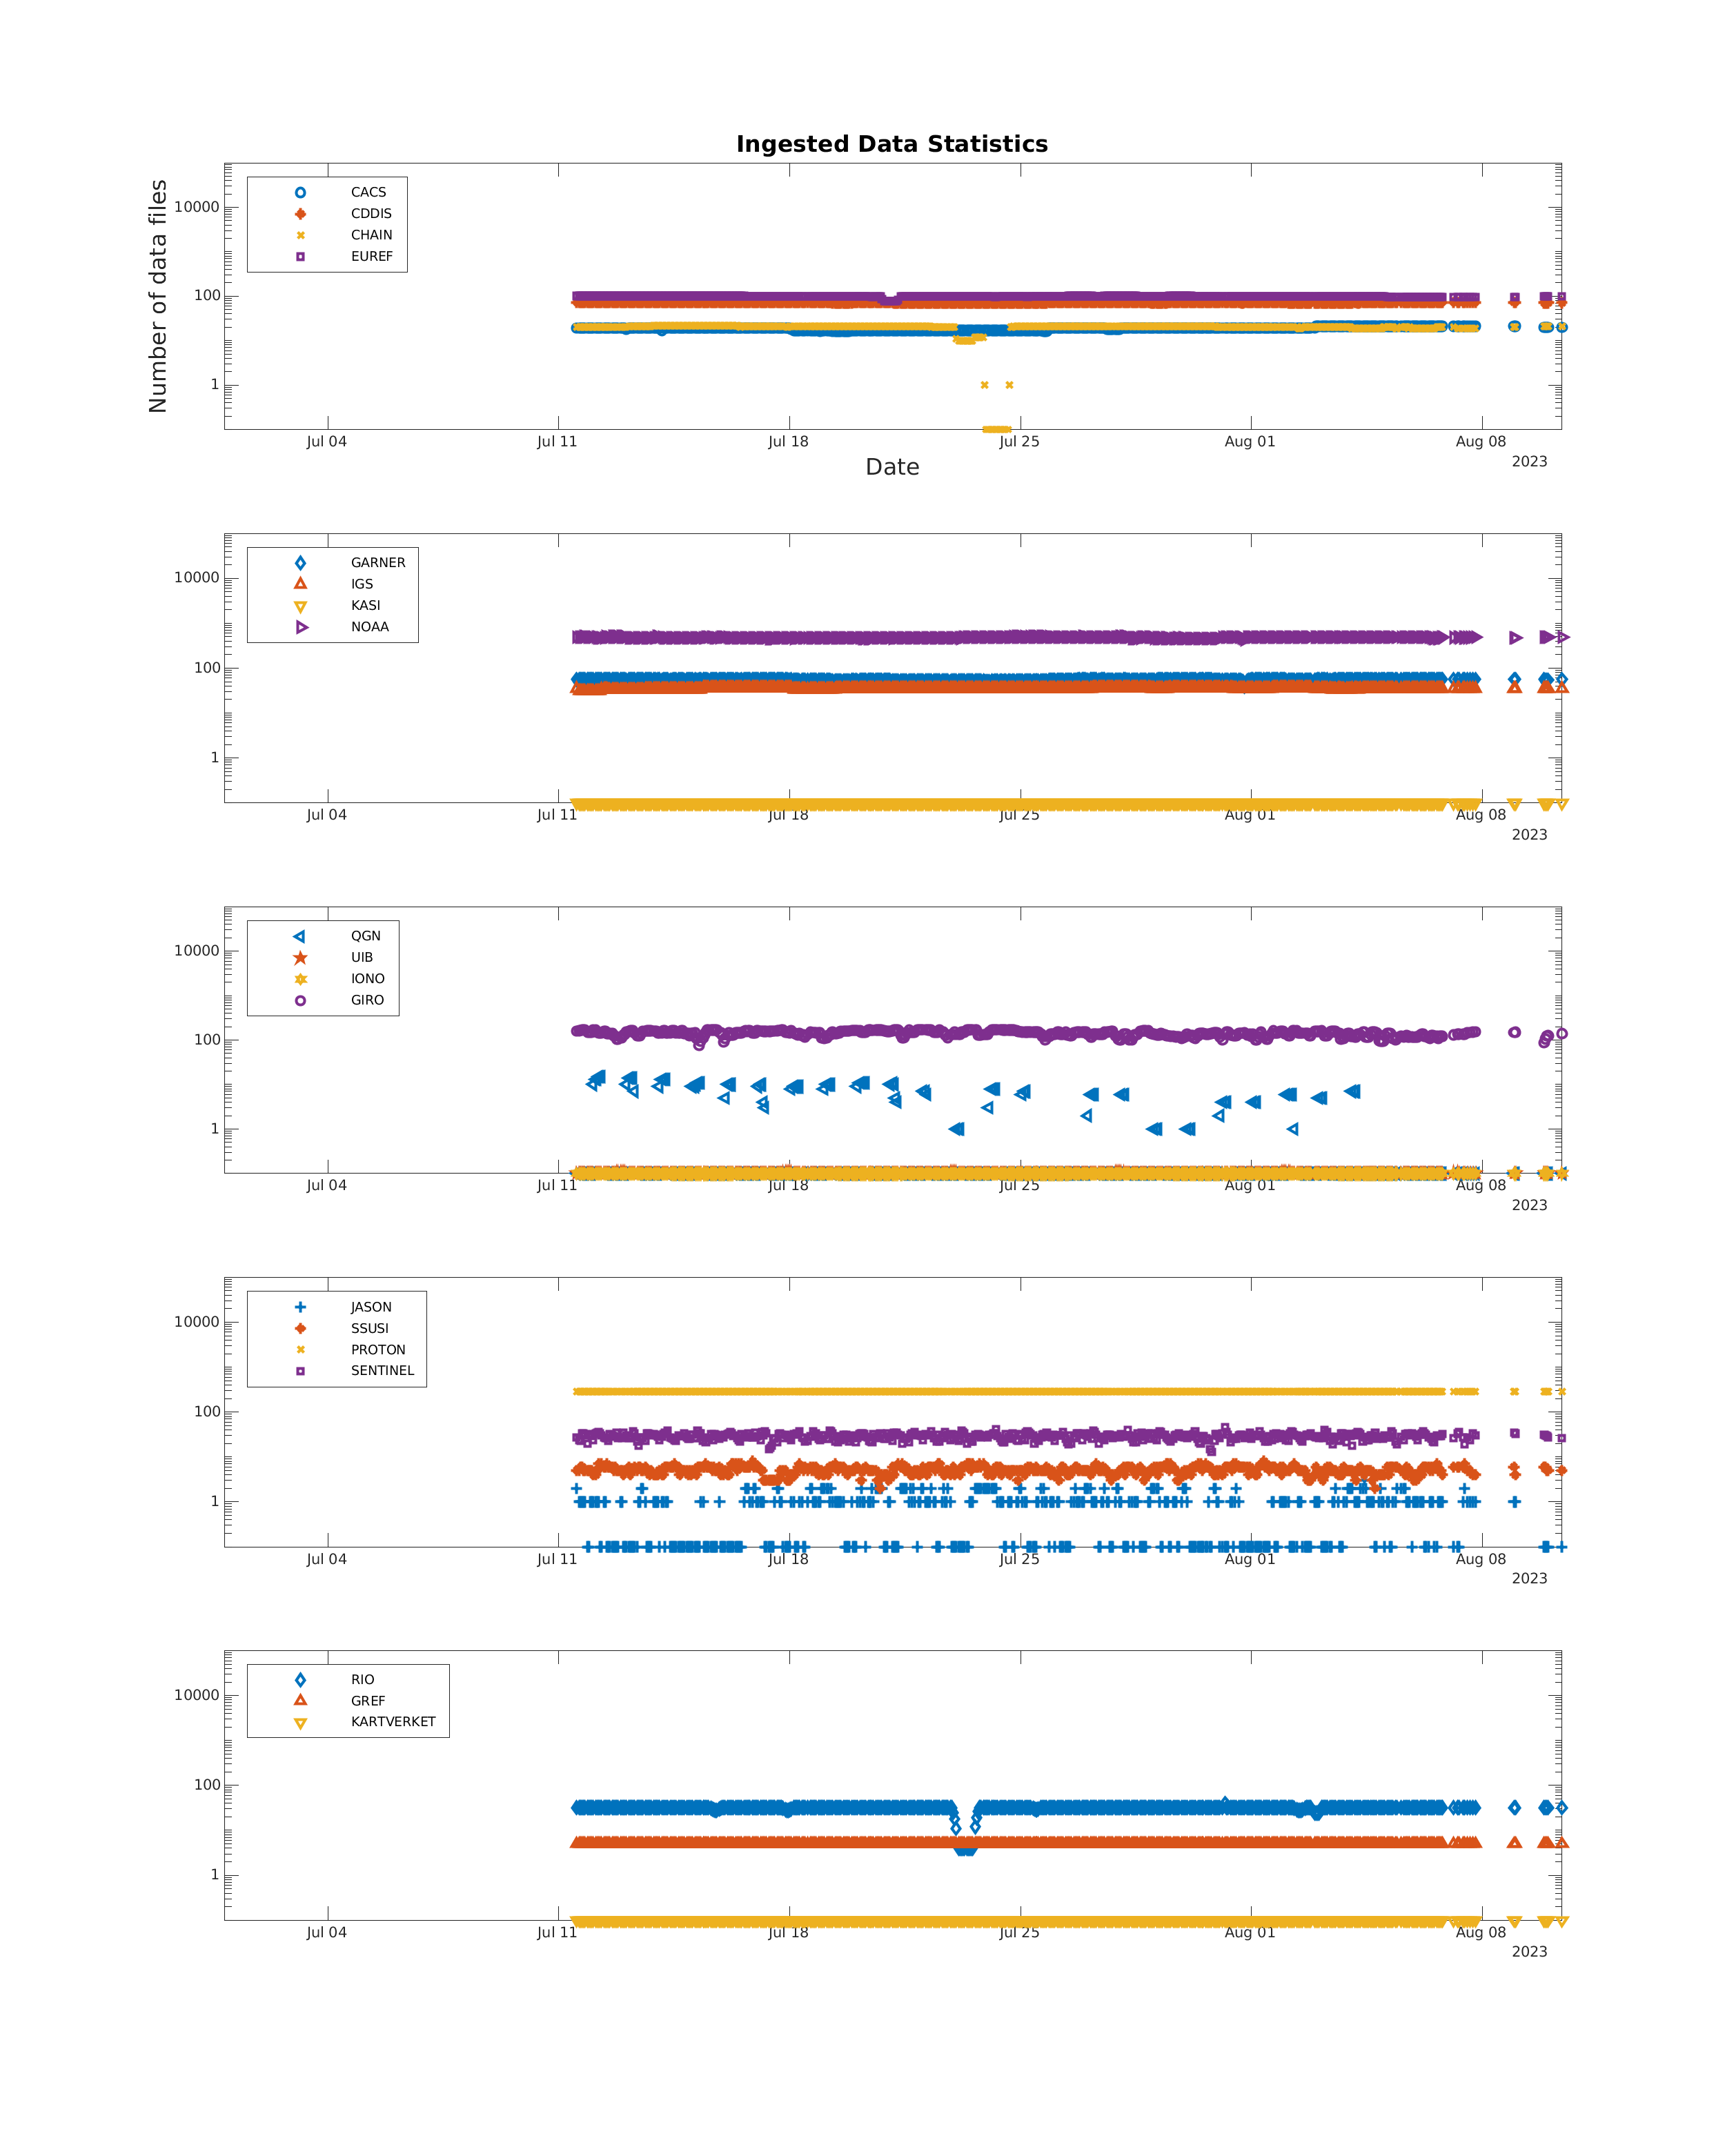 Ingested Data Statistics
Number of data files
10000
100
1
CACS
CDDIS
CHAIN
EUREF
Jul 04 Jul 11 Jul 18 Jul 25 Aug 01 Aug 08
2023
Date
10000
100
1
GARNER
IGS
KASI
NOAA
Jul 04 Jul 11 Jul 18 Jul 25 Aug 01 Aug 08
2023
10000
100
1
QGN
UIB
IONO
GIRO
Jul 04 Jul 11 Jul 18 Jul 25 Aug 01 Aug 08
2023
10000
100
1
JASON
SSUSI
PROTON
SENTINEL
Jul 04 Jul 11 Jul 18 Jul 25 Aug 01 Aug 08
2023
10000
100
1
RIO
GREF
KARTVERKET
Jul 04 Jul 11 Jul 18 Jul 25 Aug 01 Aug 08
2023